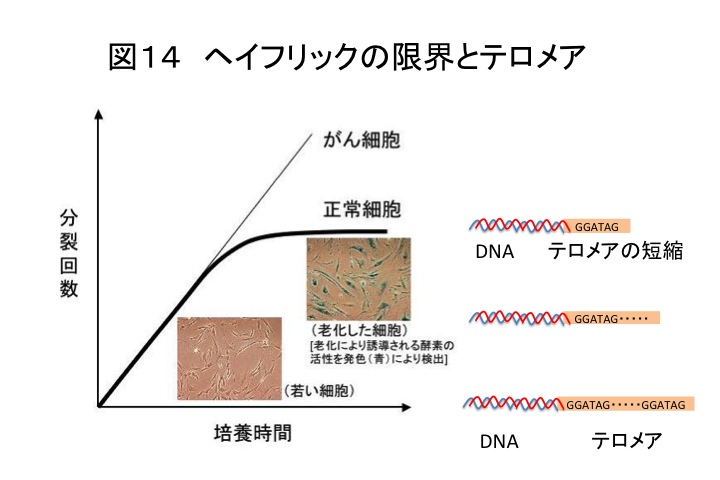 図１４　ヘイフリックの限界とテロメア
がん細胞
正常細胞
分裂回数
(老化した細胞)
[老化により誘導される酵素の
活性を発色(青)により検出]
(若い細胞)
培養時間
GGATAG
DNA テロメアの短縮
GGATAG・・・・・
GGATAG・・・・・GGATAG
DNA テロメア